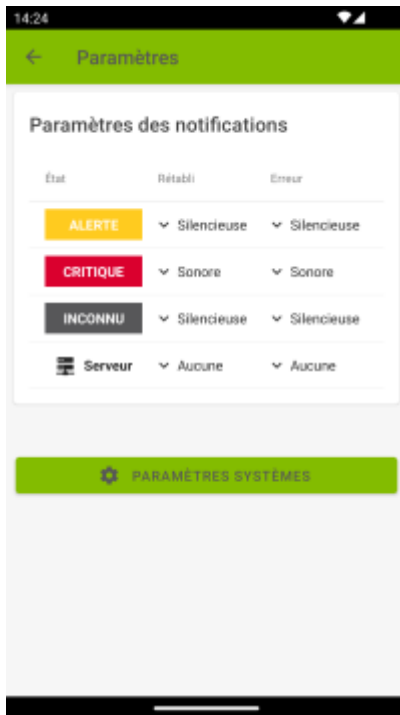 14:24
Paramètres
Paramètres des notifications
État Rétabli Erreur
ALERTE Silencieuse Silencieuse
CRITIQUE Sonore Sonore
INCONNU Silencieuse Silencieuse
Serveur Aucune Aucune
PARAMÈTRES SYSTÈMES